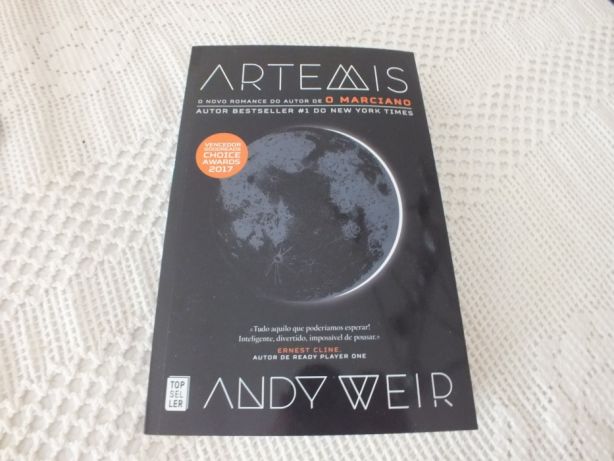 ARTEMIS
O NOVO ROMANCE DO AUTOR DE O MARCIANO
AUTOR BESTSELLER #1 DO NEW YORK TIMES
VENCEDOR
GOODREADS
CHOICE
AWARDS
2017
«Tudo aquilo que poderíamos esperar!
Inteligente, divertido, impossível de pousar.»
ERNEST CLINE,
AUTOR DE READY PLAYER ONE
TOP
SEL
LER
ANDY WEIR